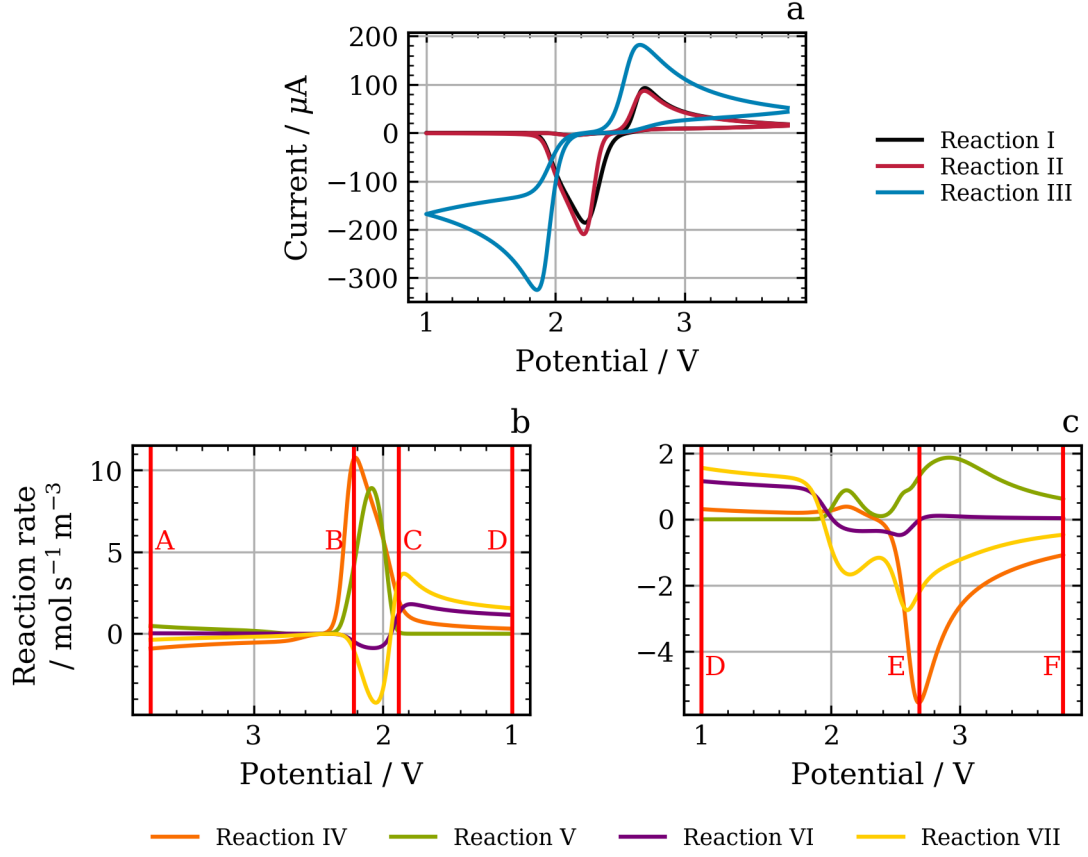 a
200
100
0
−100
−200
−300
Current / μA
1 2 3
Potential / V
Reaction I
Reaction II
Reaction III
b
10
5
0
Reaction rate
/ mol s⁻¹ m⁻³
A B C D
3 2 1
Potential / V
c
2
0
−2
−4
D E F
1 2 3
Potential / V
Reaction IV Reaction V Reaction VI Reaction VII